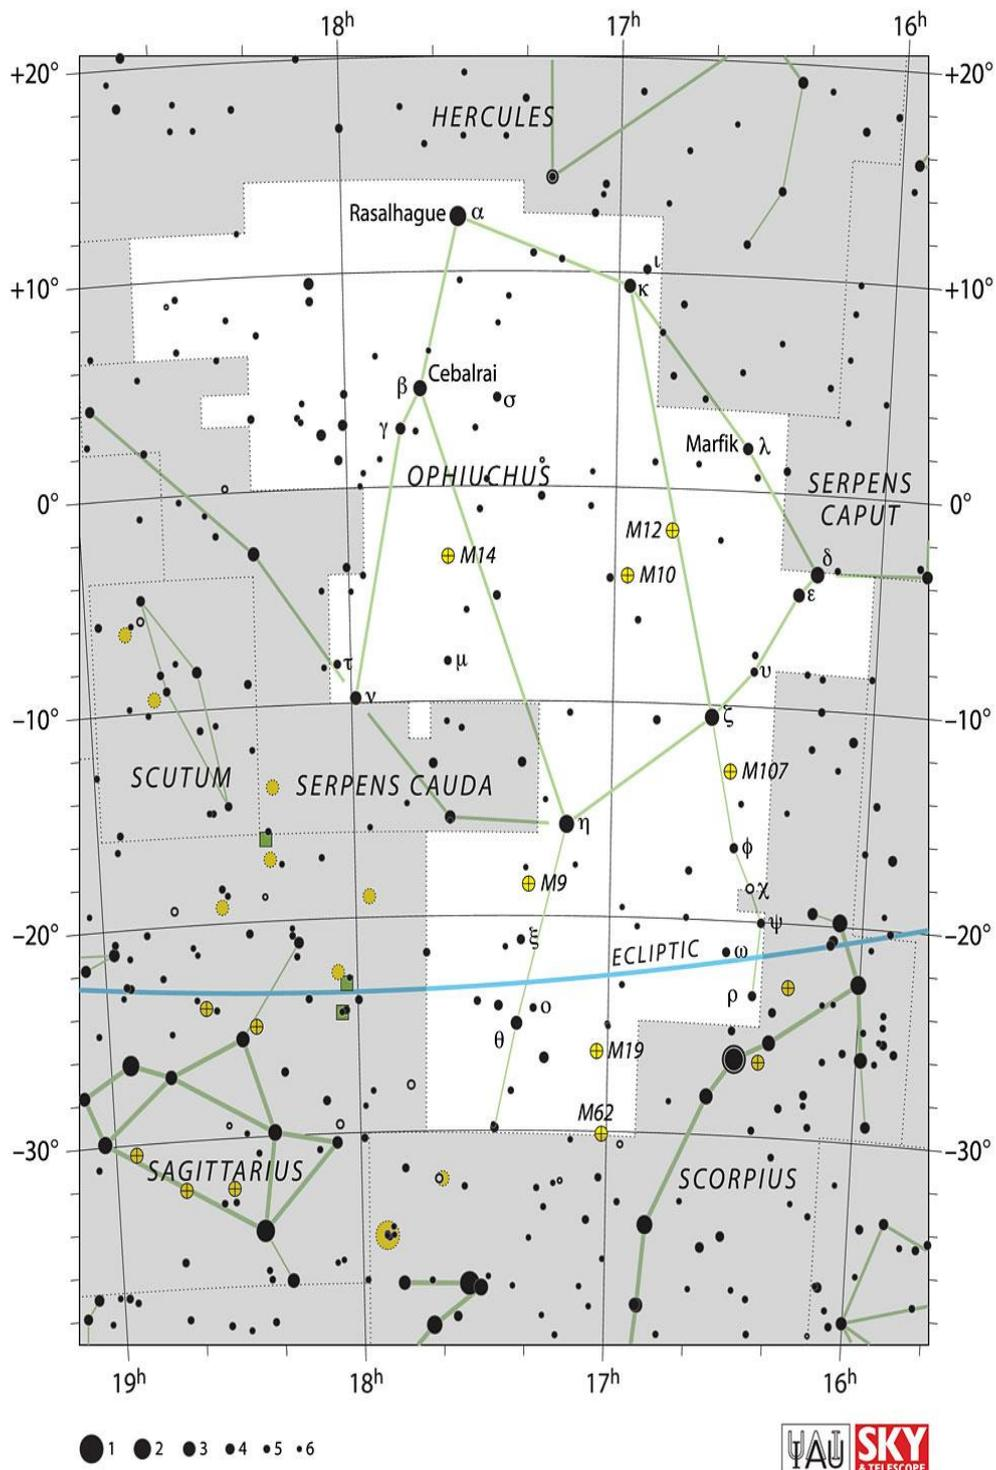 18h 17h 16h
+20° +20°
HERCULES
Rasalhague α
ι
+10° κ +10°
Cebalrai
β
σ
γ
Marfik λ
OPHIUCHUS
SERPENS
CAPUT
0° 0°
M12
M14
δ
M10
ε
τ μ
υ
ν
−10° ζ −10°
M107
SCUTUM
SERPENS CAUDA
η
ϕ
M9
χ
ψ
−20° ξ −20°
ECLIPTIC
ω
ρ
ο
θ
M19
M62
−30° −30°
SAGITTARIUS
SCORPIUS
19h 18h 17h 16h
1 2 3 4 5 6
IAU
SKY
& TELESCOPE